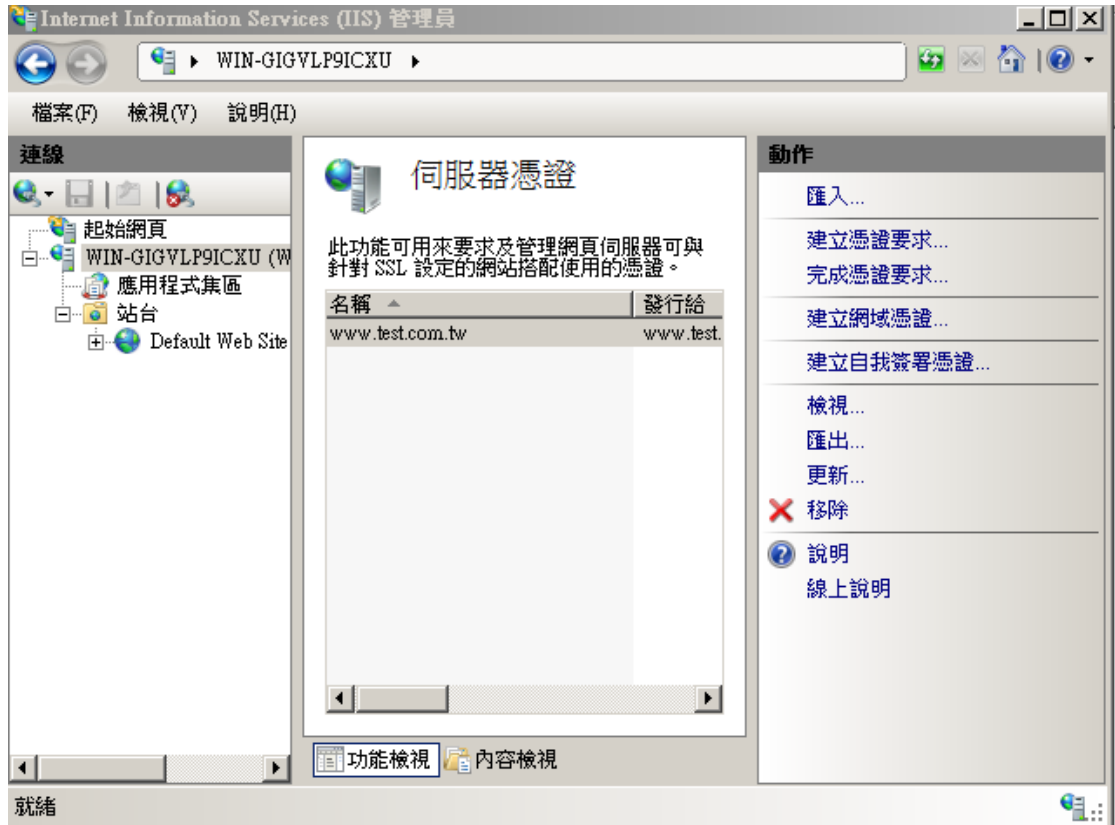 Internet Information Services (IIS) 管理員
WIN-GIGVLP9ICXU
檔案(F) 檢視(V) 說明(H)
連線
起始網頁
WIN-GIGVLP9ICXU (W
應用程式集區
站台
Default Web Site
伺服器憑證
此功能可用來要求及管理網頁伺服器可與
針對 SSL 設定的網站搭配使用的憑證。
名稱 發行給
www.test.com.tw www.test.
功能檢視 內容檢視
動作
匯入...
建立憑證要求...
完成憑證要求...
建立網域憑證...
建立自我簽署憑證...
檢視...
匯出...
更新...
移除
說明
線上說明
就緒